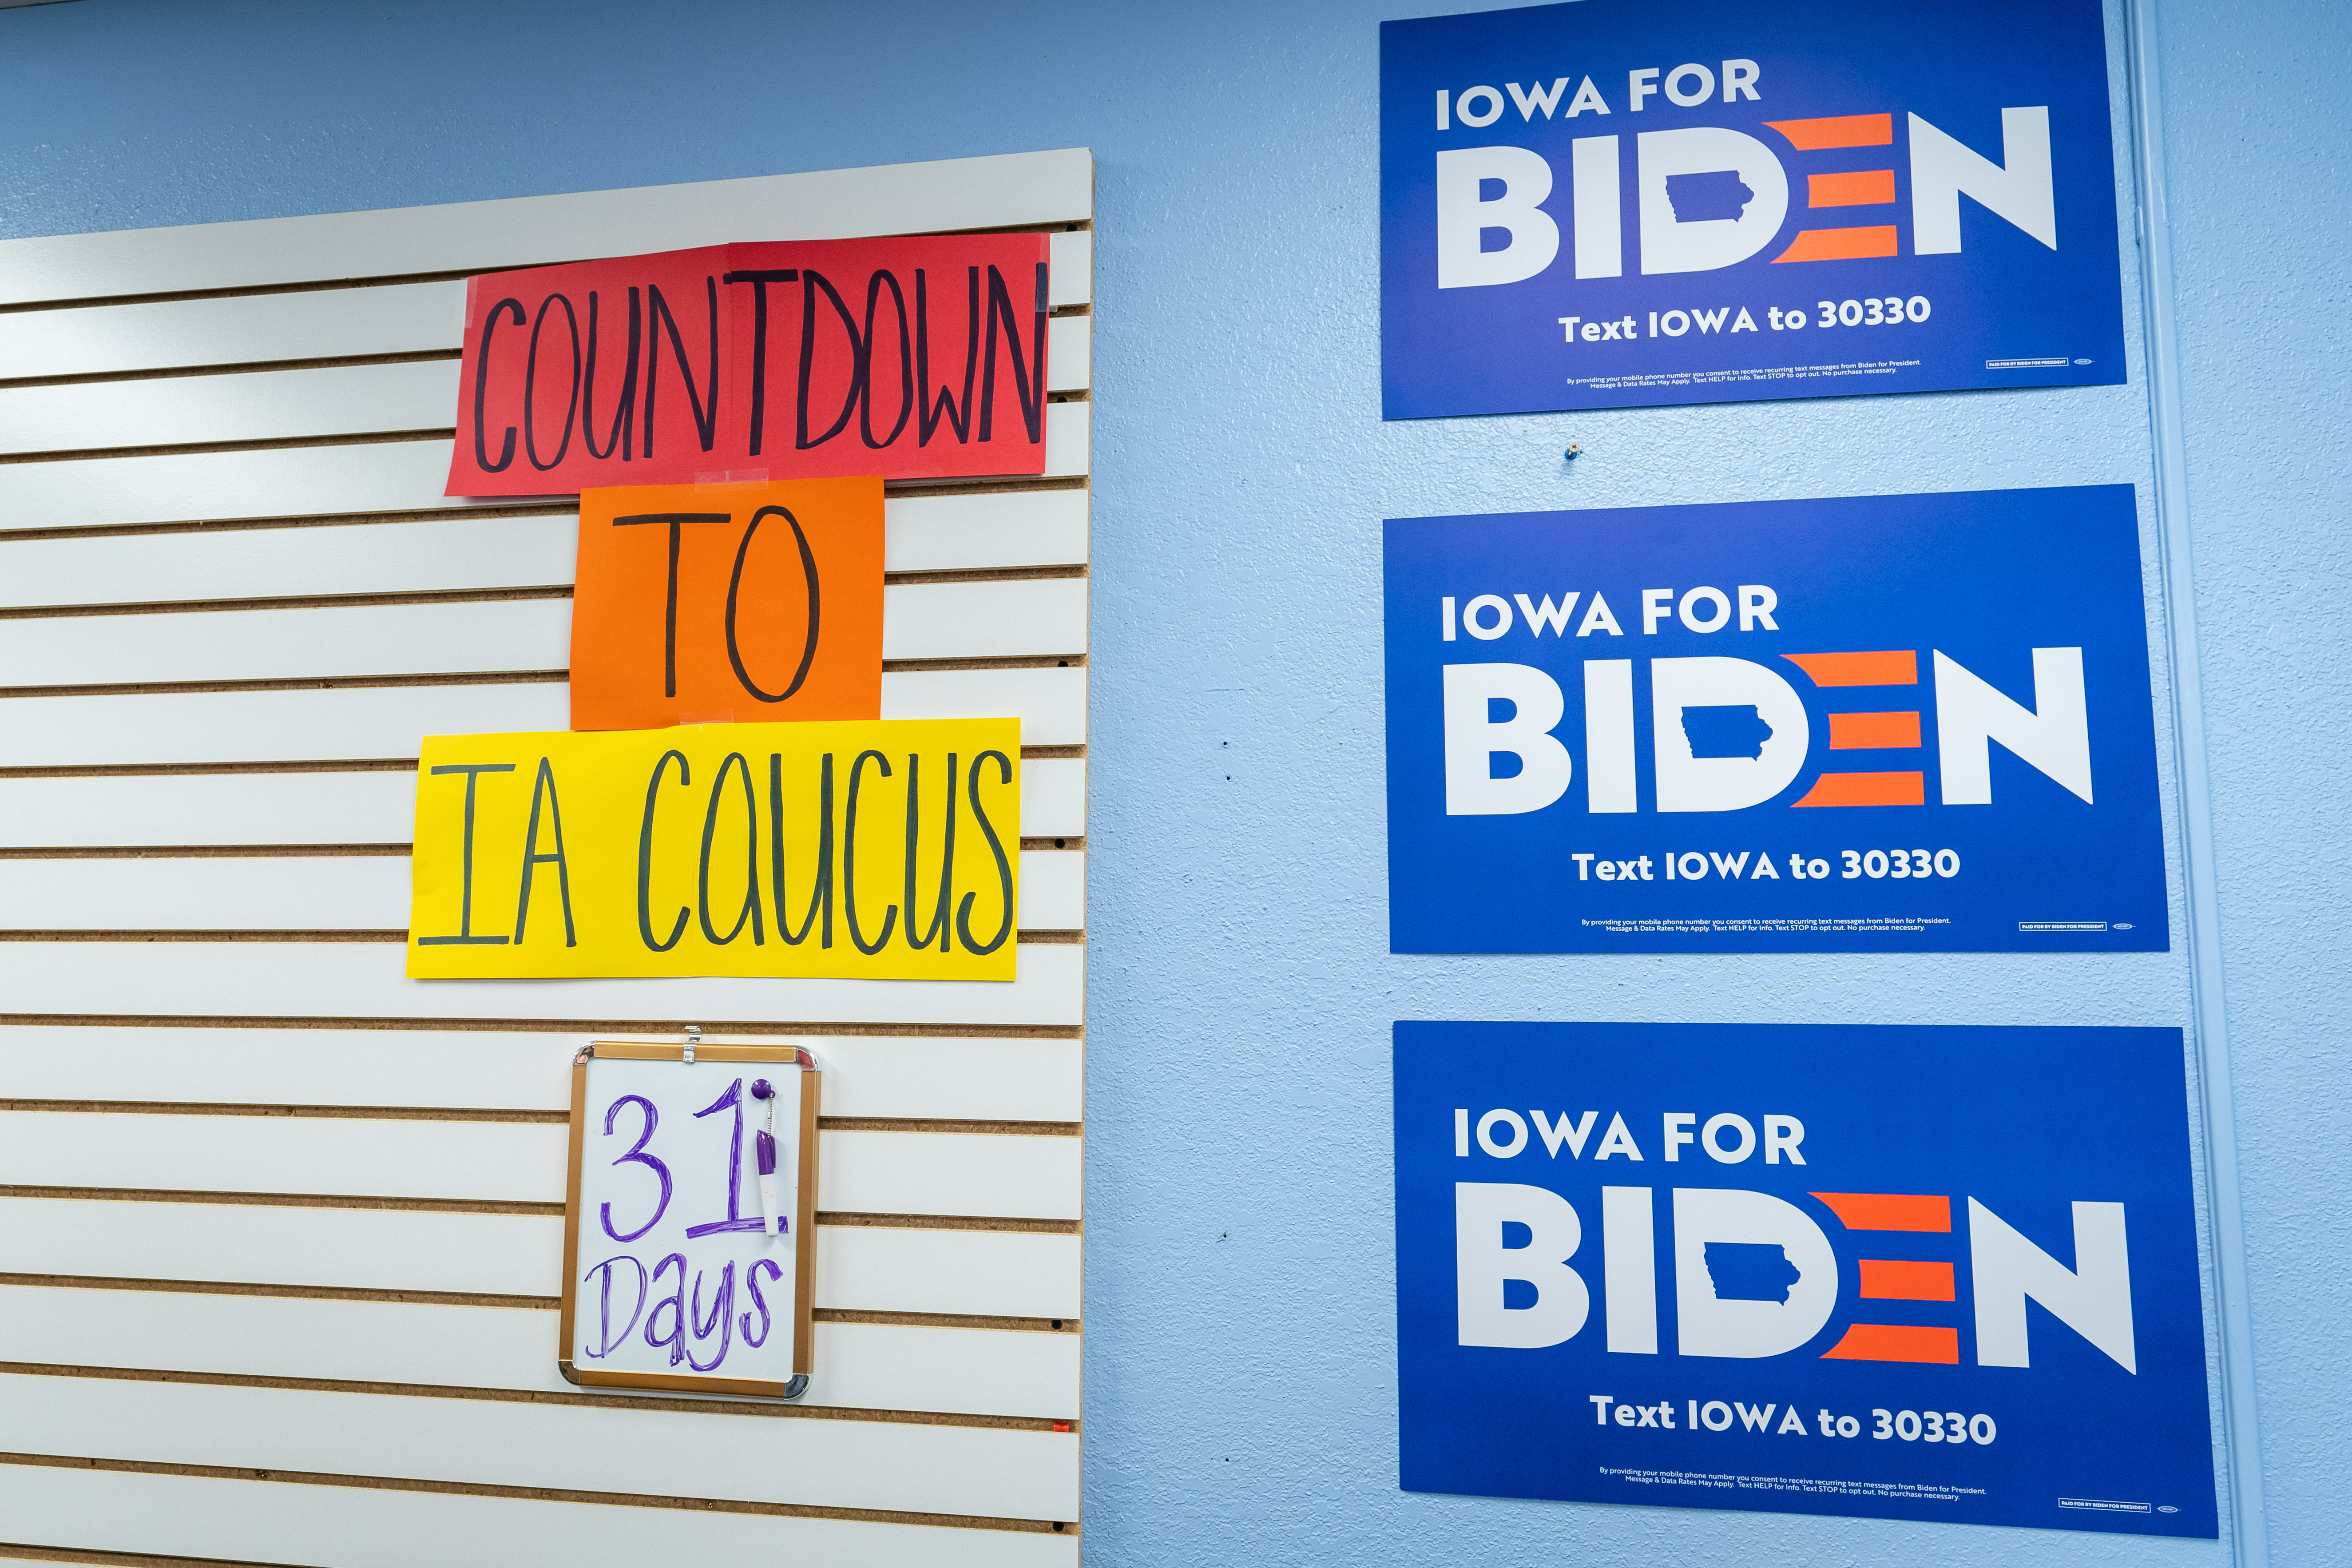 COUNTDOWN
TO
IA CAUCUS
31
Days
IOWA FOR
BIDEN
Text IOWA to 30330
By providing your mobile phone number you consent to receive recurring text messages from Biden for President.
Message & Data Rates May Apply. Text HELP for Info. Text STOP to opt out. No purchase necessary.
PAID FOR BY BIDEN FOR PRESIDENT
IOWA FOR
BIDEN
Text IOWA to 30330
By providing your mobile phone number you consent to receive recurring text messages from Biden for President.
Message & Data Rates May Apply. Text HELP for Info. Text STOP to opt out. No purchase necessary.
PAID FOR BY BIDEN FOR PRESIDENT
IOWA FOR
BIDEN
Text IOWA to 30330
By providing your mobile phone number you consent to receive recurring text messages from Biden for President.
Message & Data Rates May Apply. Text HELP for Info. Text STOP to opt out. No purchase necessary.
PAID FOR BY BIDEN FOR PRESIDENT